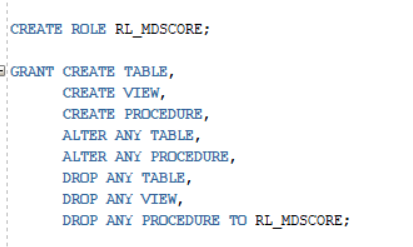 CREATE ROLE RL_MDSCORE;
GRANT CREATE TABLE,
CREATE VIEW,
CREATE PROCEDURE,
ALTER ANY TABLE,
ALTER ANY PROCEDURE,
DROP ANY TABLE,
DROP ANY VIEW,
DROP ANY PROCEDURE TO RL_MDSCORE;